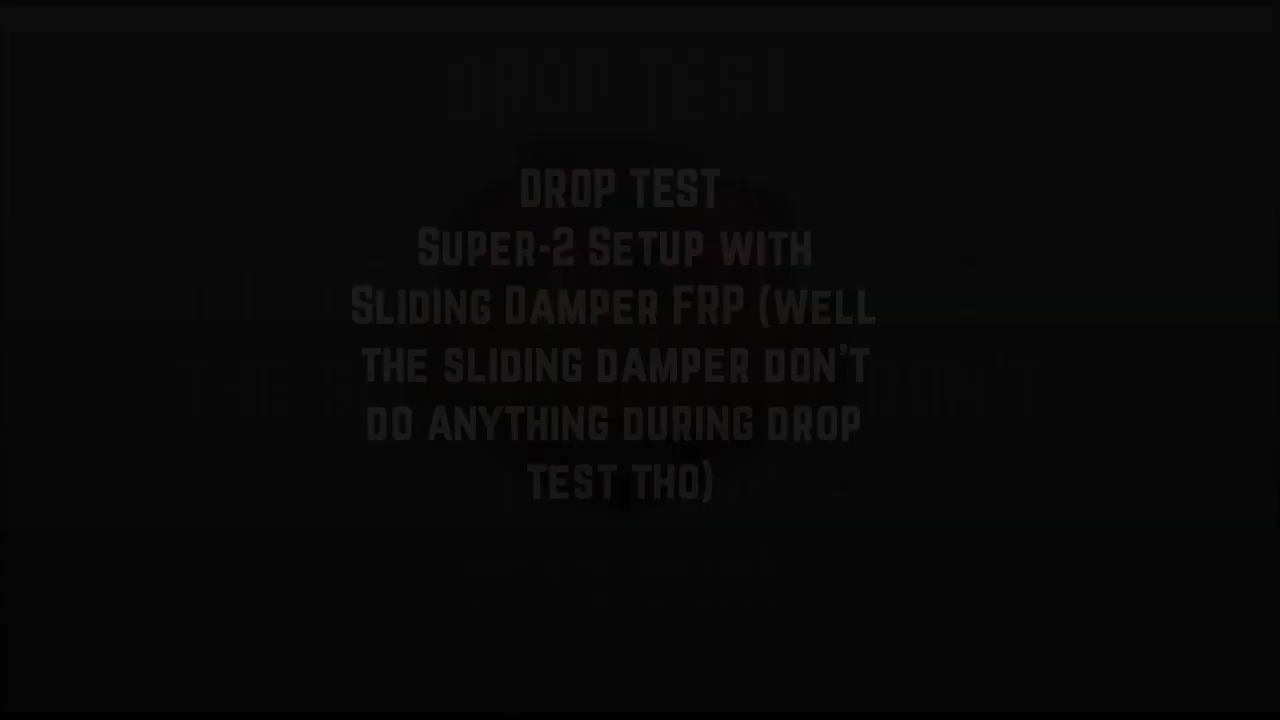 DROP TEST
SUPER-2 SETUP WITH
SLIDING DAMPER FRP (WELL
THE SLIDING DAMPER DON'T
DO ANYTHING DURING DROP
TEST THO)